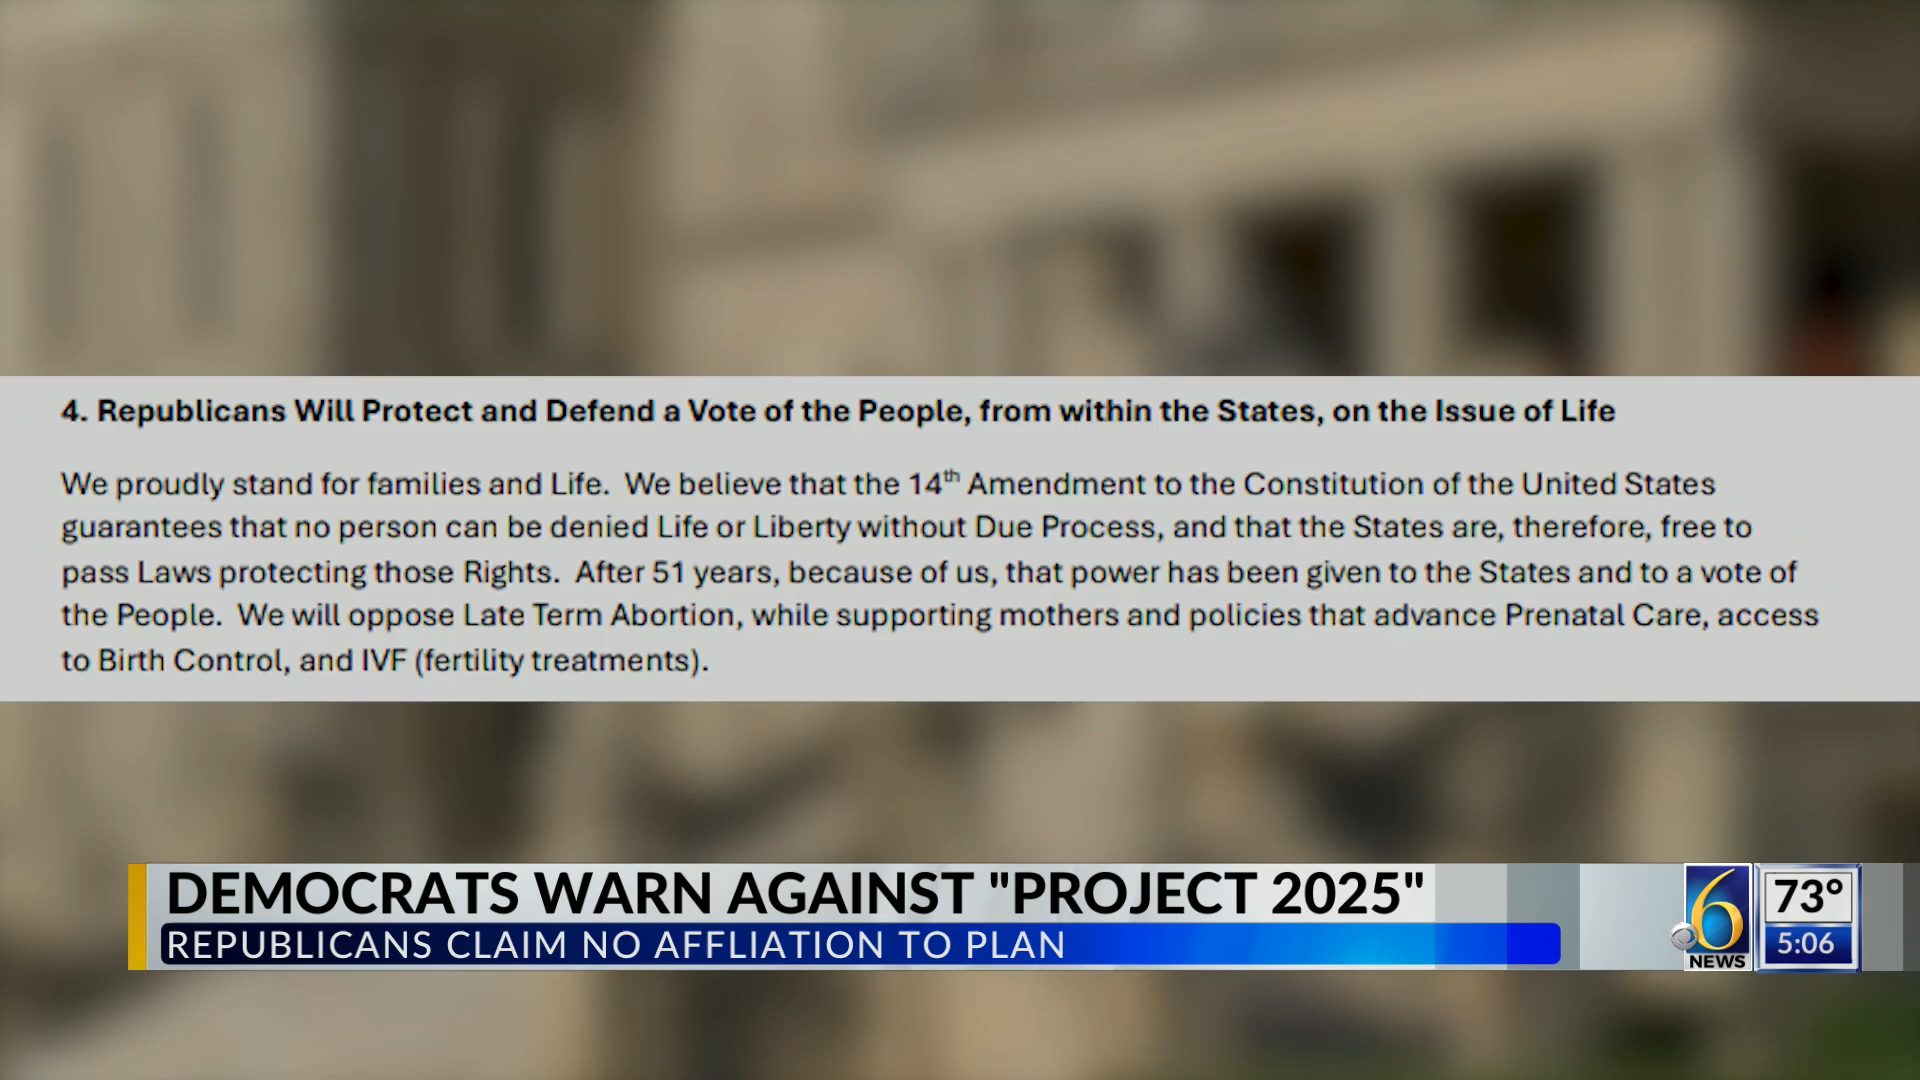 4. Republicans Will Protect and Defend a Vote of the People, from within the States, on the Issue of Life
We proudly stand for families and Life.  We believe that the 14th Amendment to the Constitution of the United States
guarantees that no person can be denied Life or Liberty without Due Process, and that the States are, therefore, free to
pass Laws protecting those Rights.  After 51 years, because of us, that power has been given to the States and to a vote of
the People.  We will oppose Late Term Abortion, while supporting mothers and policies that advance Prenatal Care, access
to Birth Control, and IVF (fertility treatments).
DEMOCRATS WARN AGAINST "PROJECT 2025"
REPUBLICANS CLAIM NO AFFLIATION TO PLAN
6
NEWS
73°
5:06